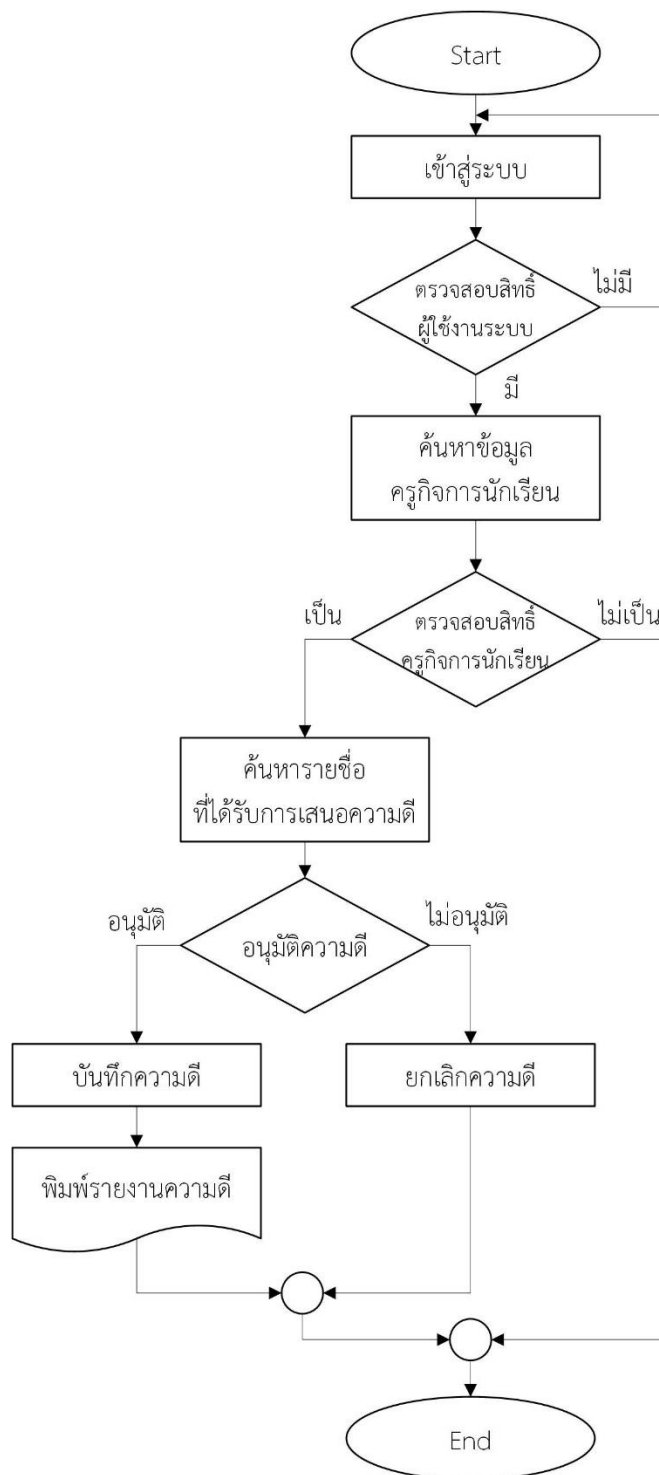 Start
เข้าสู่ระบบ
ตรวจสอบสิทธิ์
ผู้ใช้งานระบบ
ไม่มี
มี
ค้นหาข้อมูล
ครูกิจการนักเรียน
เป็น
ตรวจสอบสิทธิ์
ครูกิจการนักเรียน
ไม่เป็น
ค้นหารายชื่อ
ที่ได้รับการเสนอความดี
อนุมัติ
อนุมัติความดี
ไม่อนุมัติ
บันทึกความดี
ยกเลิกความดี
พิมพ์รายงานความดี
End